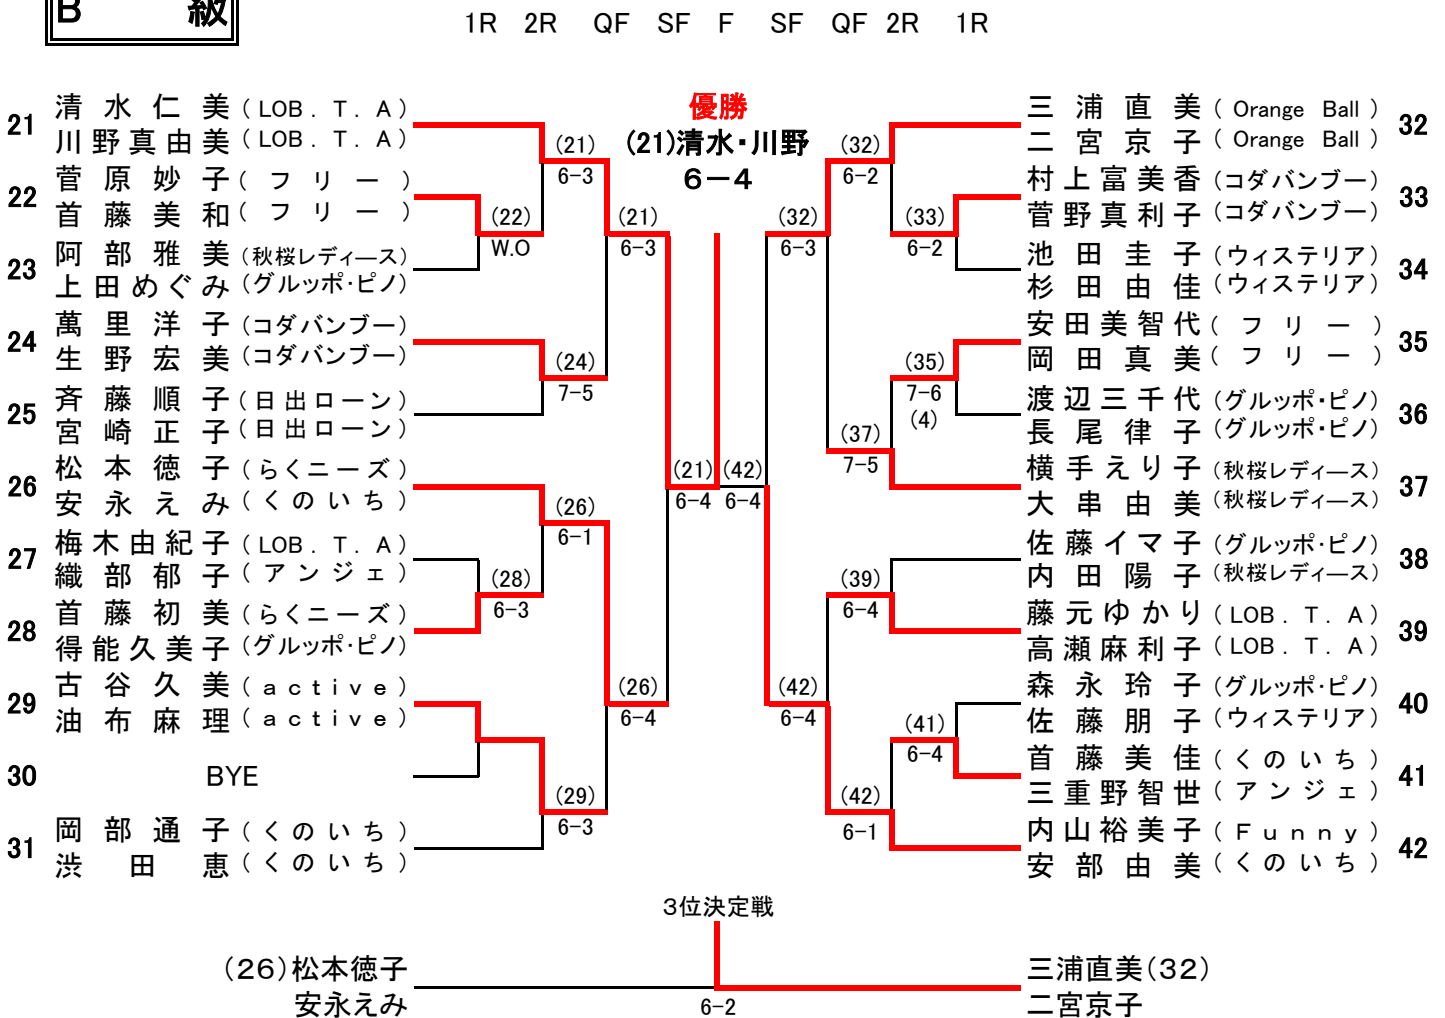 B 級
1R 2R QF SF F SF QF 2R 1R
優勝
(21)清水・川野
6－4
21 清水仁美(LOB．T．A)
川野真由美(LOB．T．A)
22 菅原妙子(フリー)
首藤美和(フリー)
23 阿部雅美(秋桜レディース)
上田めぐみ(グルッポ・ピノ)
24 萬里洋子(コダバンブー)
生野宏美(コダバンブー)
25 斉藤順子(日出ローン)
宮崎正子(日出ローン)
26 松本徳子(らくニーズ)
安永えみ(くのいち)
27 梅木由紀子(LOB．T．A)
織部郁子(アンジェ)
28 首藤初美(らくニーズ)
得能久美子(グルッポ・ピノ)
29 古谷久美(active)
油布麻理(active)
30 BYE
31 岡部通子(くのいち)
渋田恵(くのいち)
(22)
W.O
(28)
6-3
(21)
6-3
(24)
7-5
(26)
6-1
(29)
6-3
(21)
6-3
(26)
6-4
(21)
6-4
(42)
6-4
(32)
6-3
(42)
6-4
(32)
6-2
(37)
7-5
(39)
6-4
(42)
6-1
(33)
6-2
(35)
7-6
(4)
(41)
6-4
三浦直美(Orange Ball) 32
二宮京子(Orange Ball)
村上富美香(コダバンブー) 33
菅野真利子(コダバンブー)
池田圭子(ウィステリア) 34
杉田由佳(ウィステリア)
安田美智代(フリー) 35
岡田真美(フリー)
渡辺三千代(グルッポ・ピノ) 36
長尾律子(グルッポ・ピノ)
横手えり子(秋桜レディース) 37
大串由美(秋桜レディース)
佐藤イマ子(グルッポ・ピノ) 38
内田陽子(秋桜レディース)
藤元ゆかり(LOB．T．A) 39
高瀬麻利子(LOB．T．A)
森永玲子(グルッポ・ピノ) 40
佐藤朋子(ウィステリア)
首藤美佳(くのいち) 41
三重野智世(アンジェ)
内山裕美子(Funny) 42
安部由美(くのいち)
3位決定戦
(26)松本徳子
安永えみ
6-2
三浦直美(32)
二宮京子